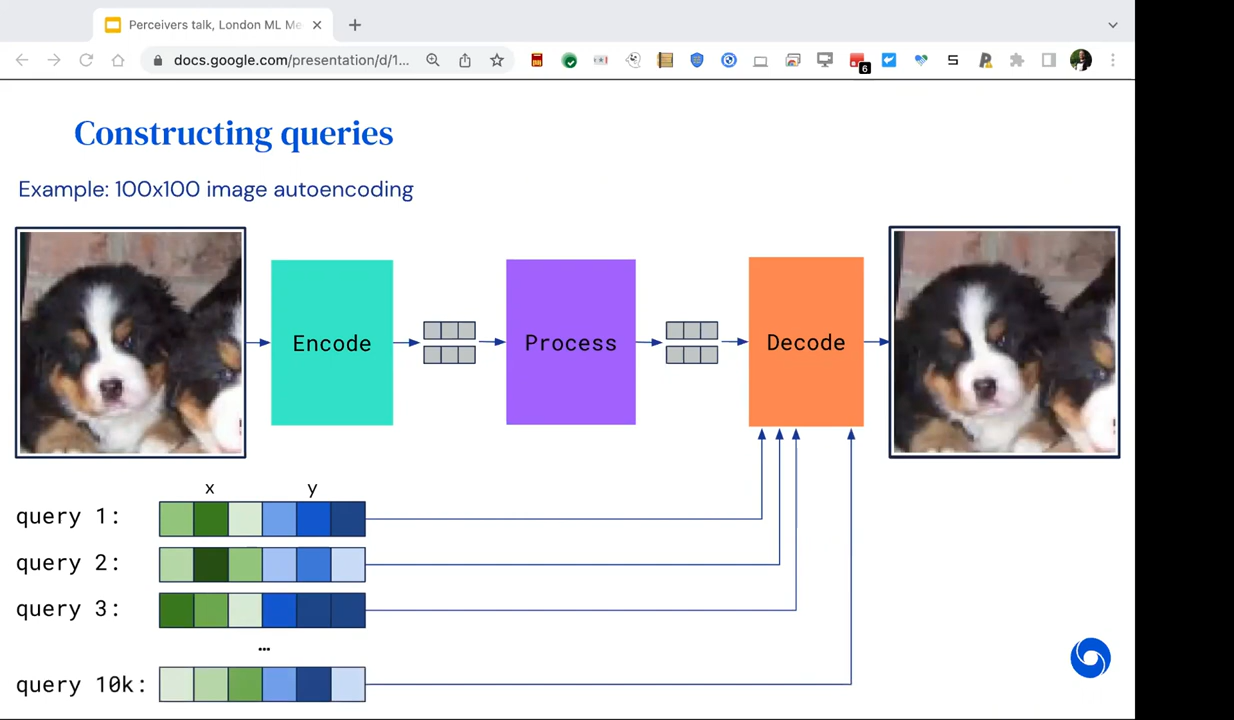 Perceivers talk, London ML Me
docs.google.com/presentation/d/1...
6
Constructing queries
Example: 100x100 image autoencoding
Encode
Process
Decode
x
y
query 1:
query 2:
query 3:
...
query 10k: